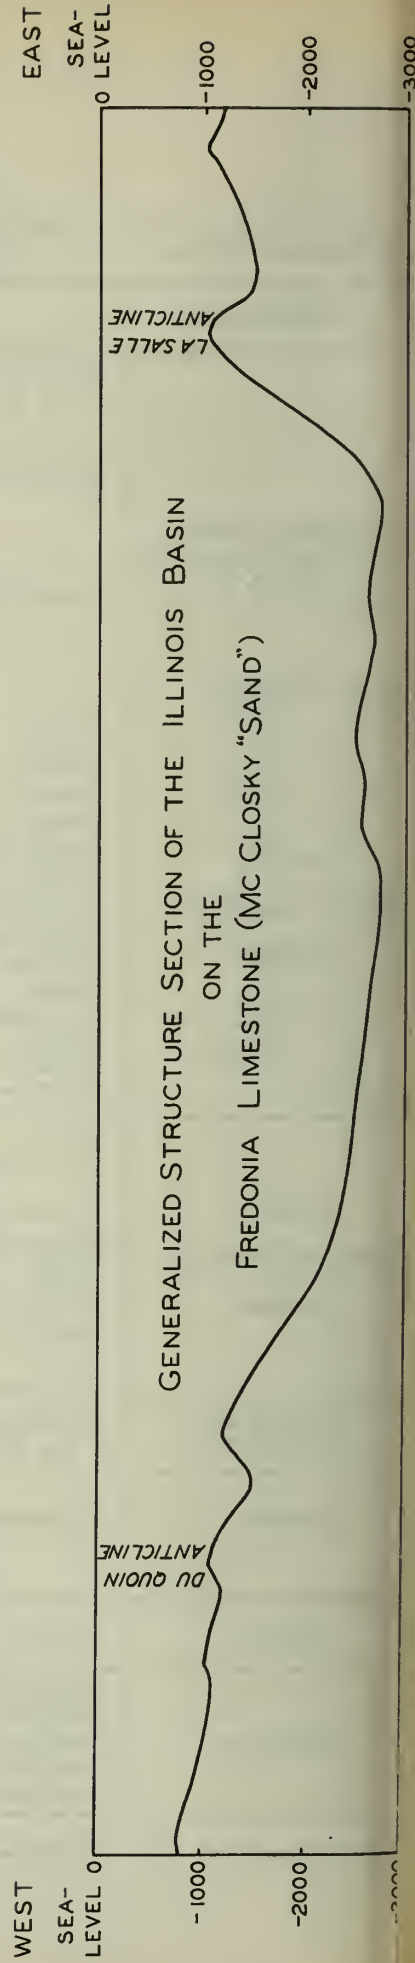 WEST
EAST
SEA-
LEVEL
SEA-
LEVEL
0
0
-1000
-1000
-2000
-2000
-3000
DU QUOIN
ANTICLINE
LA SALLE
ANTICLINE
GENERALIZED STRUCTURE SECTION OF THE ILLINOIS BASIN
ON THE
FREDONIA LIMESTONE (MC CLOSKY "SAND")